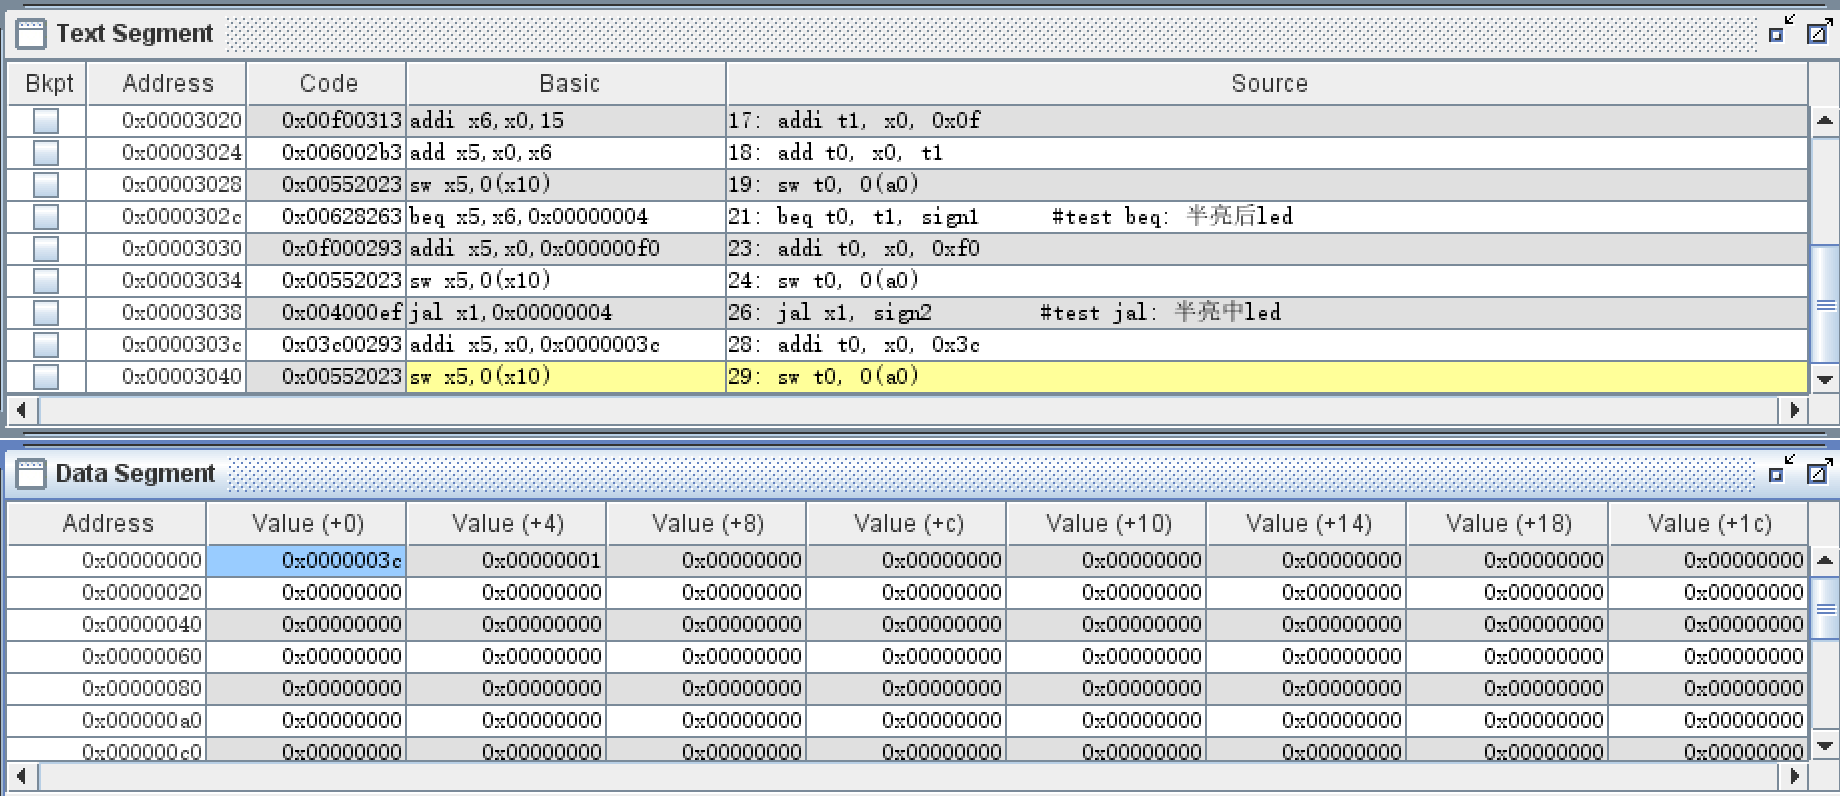 Text Segment
Bkpt Address Code Basic Source
0x00003020 0x00f00313 addi x6,x0,15 17: addi t1, x0, 0x0f
0x00003024 0x006002b3 add x5,x0,x6 18: add t0, x0, t1
0x00003028 0x00552023 sw x5,0(x10) 19: sw t0, 0(a0)
0x0000302c 0x00628263 beq x5,x6,0x00000004 21: beq t0, t1, sign1 #test beq: 半亮后led
0x00003030 0x0f000293 addi x5,x0,0x000000f0 23: addi t0, x0, 0xf0
0x00003034 0x00552023 sw x5,0(x10) 24: sw t0, 0(a0)
0x00003038 0x004000ef jal x1,0x00000004 26: jal x1, sign2 #test jal: 半亮中led
0x0000303c 0x03c00293 addi x5,x0,0x0000003c 28: addi t0, x0, 0x3c
0x00003040 0x00552023 sw x5,0(x10) 29: sw t0, 0(a0)
Data Segment
Address Value (+0) Value (+4) Value (+8) Value (+c) Value (+10) Value (+14) Value (+18) Value (+1c)
0x00000000 0x0000003c 0x00000001 0x00000000 0x00000000 0x00000000 0x00000000 0x00000000 0x00000000
0x00000020 0x00000000 0x00000000 0x00000000 0x00000000 0x00000000 0x00000000 0x00000000 0x00000000
0x00000040 0x00000000 0x00000000 0x00000000 0x00000000 0x00000000 0x00000000 0x00000000 0x00000000
0x00000060 0x00000000 0x00000000 0x00000000 0x00000000 0x00000000 0x00000000 0x00000000 0x00000000
0x00000080 0x00000000 0x00000000 0x00000000 0x00000000 0x00000000 0x00000000 0x00000000 0x00000000
0x000000a0 0x00000000 0x00000000 0x00000000 0x00000000 0x00000000 0x00000000 0x00000000 0x00000000
0x000000c0 0x00000000 0x00000000 0x00000000 0x00000000 0x00000000 0x00000000 0x00000000 0x00000000